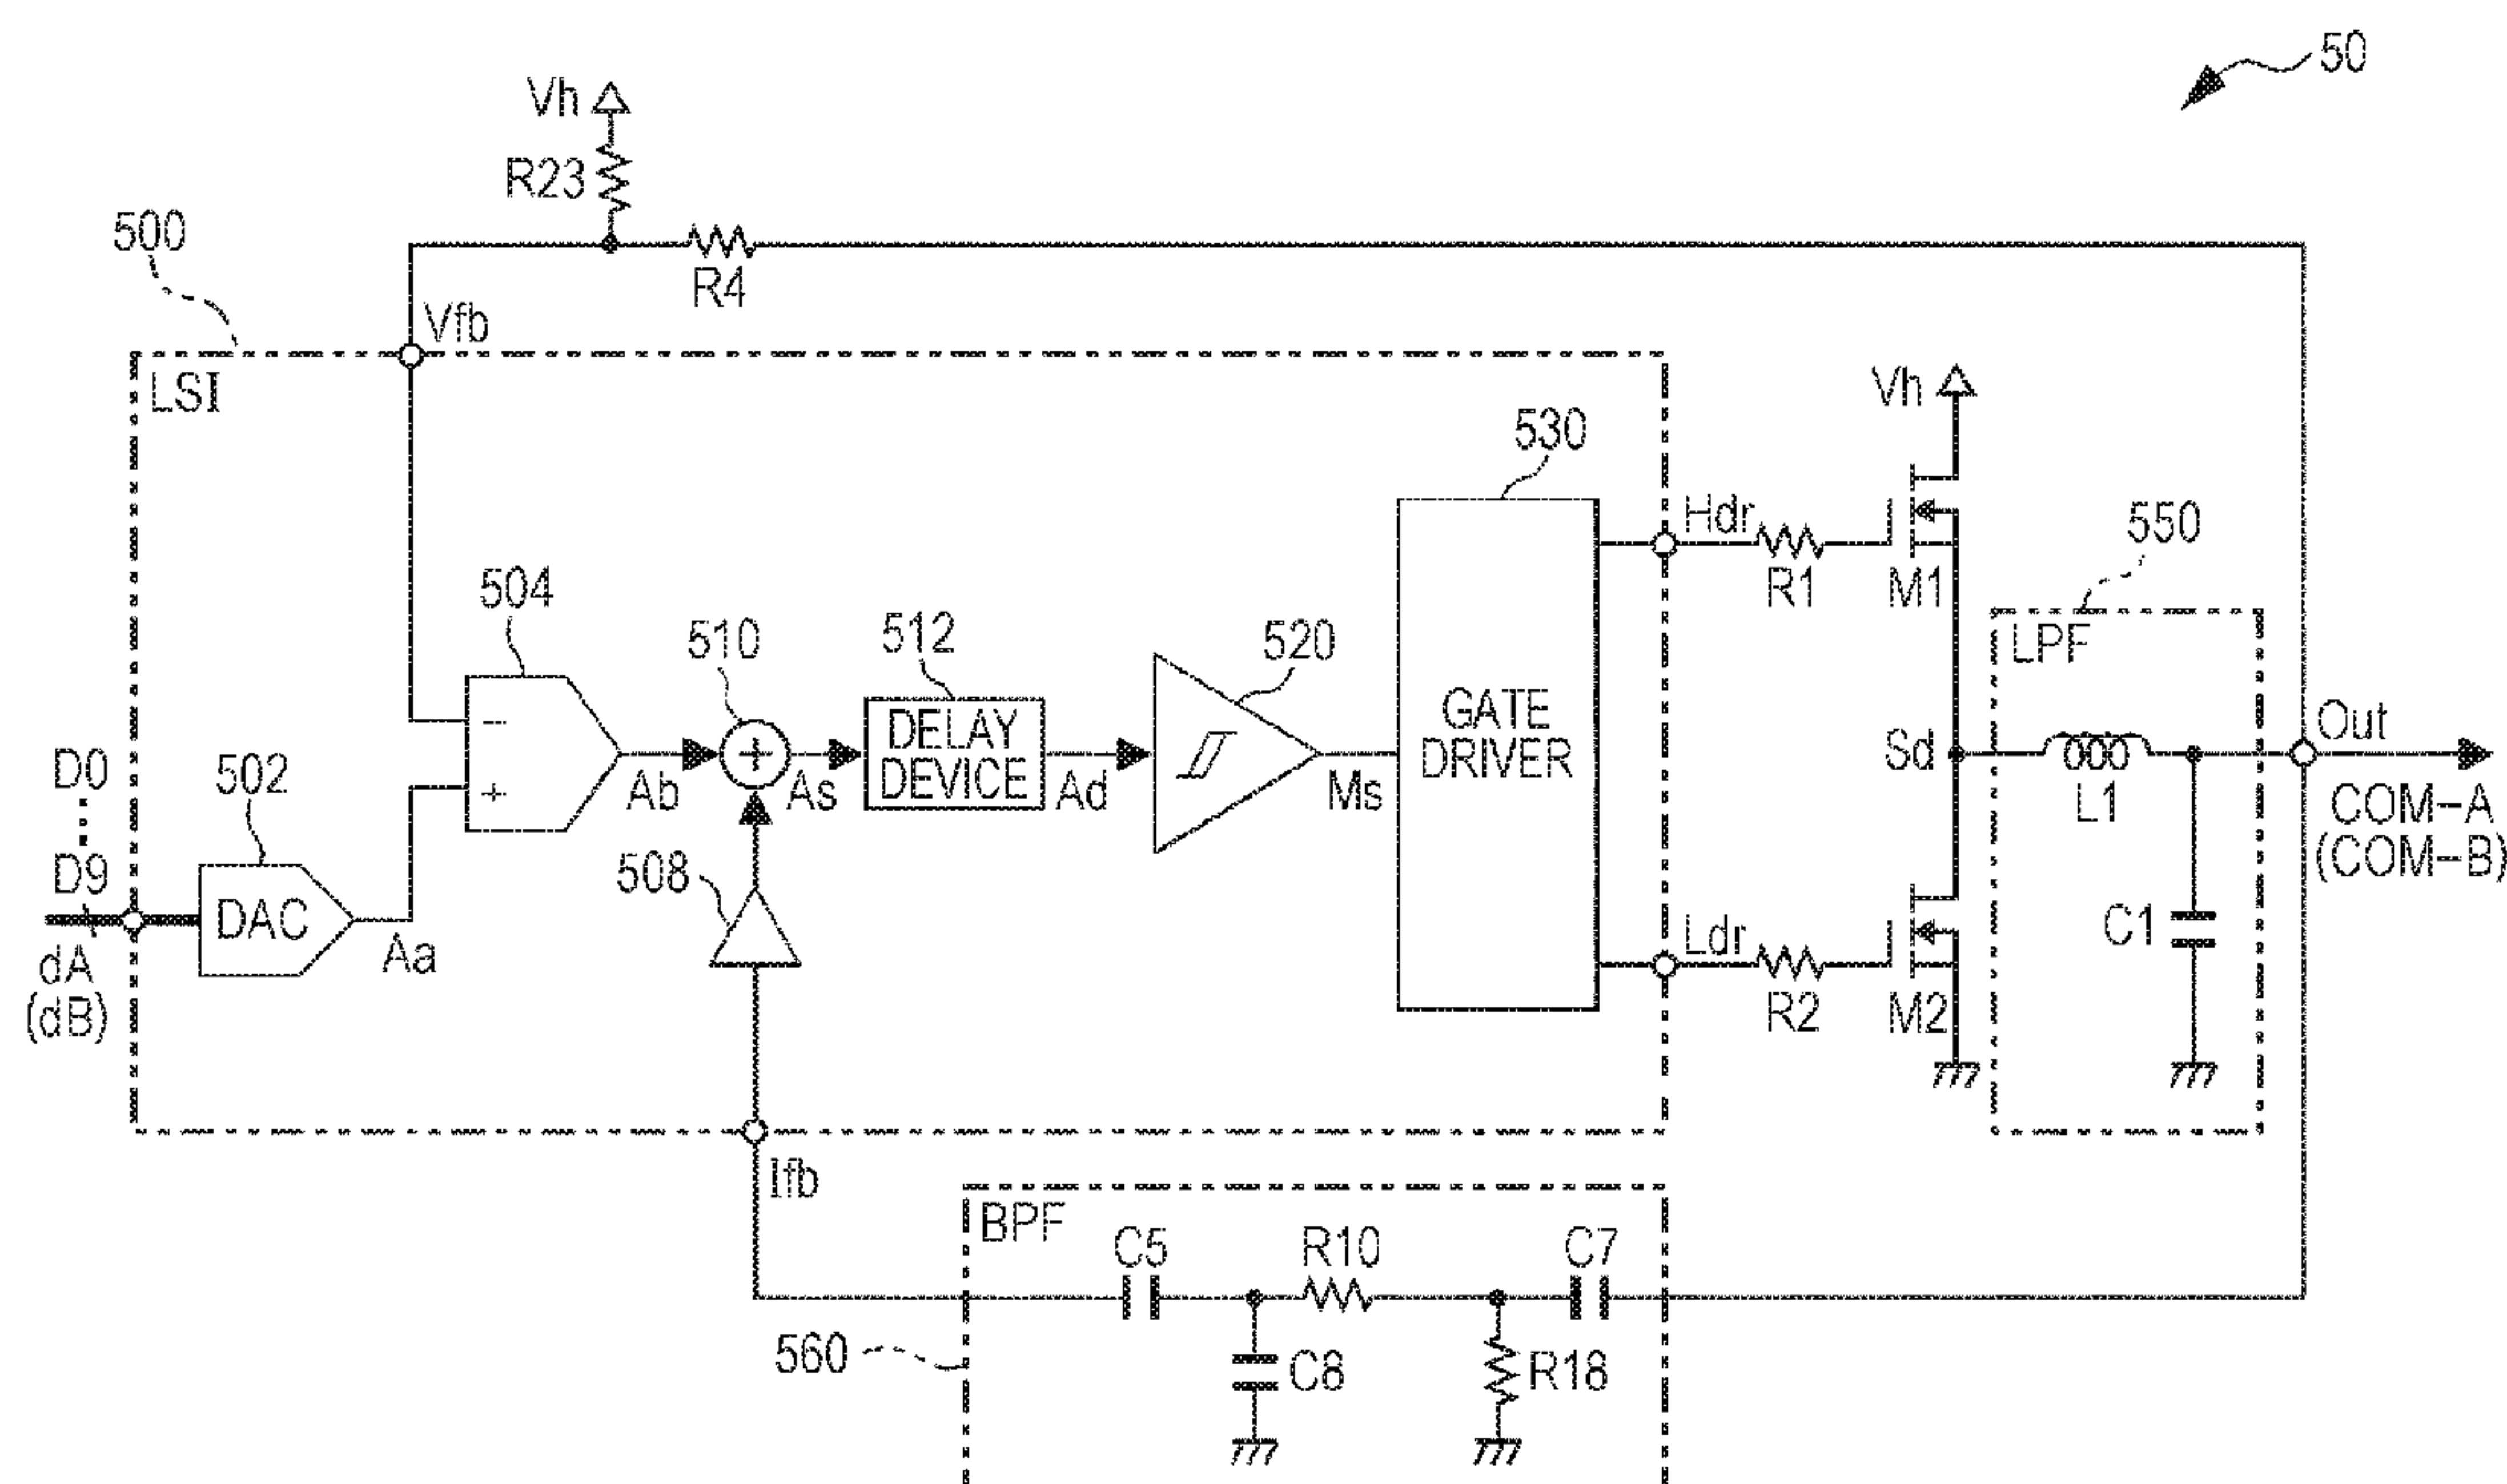 50
Vh
R23
500
R4
Vfb
LSI
Vh
530
Hdr
550
504
R1
M1
510
512
520
LPF
GATE
DRIVER
DELAY
DEVICE
−
+
+
Out
Sd
D0
D9
502
Ab
As
Ad
Ms
L1
COM-A
(COM-B)
508
DAC
Aa
dA
(dB)
Ldr
C1
R2
M2
Ifb
BPF
C5
R10
C7
560
C8
R18